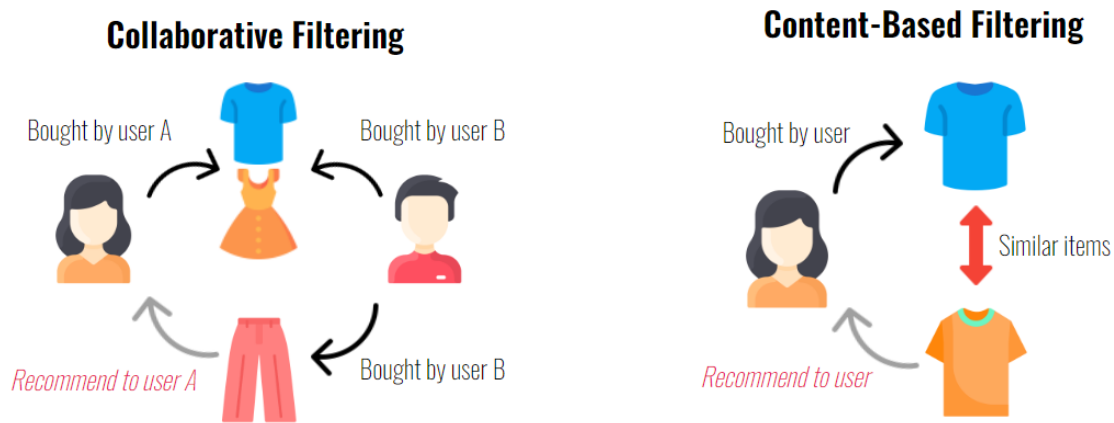 Collaborative Filtering
Bought by user A
Bought by user B
Recommend to user A
Bought by user B
Content-Based Filtering
Bought by user
Similar items
Recommend to user